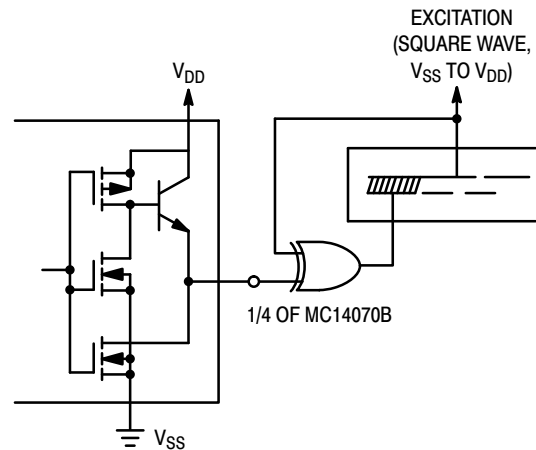 EXCITATION
(SQUARE WAVE,
VSS TO VDD)
VDD
1/4 OF MC14070B
VSS